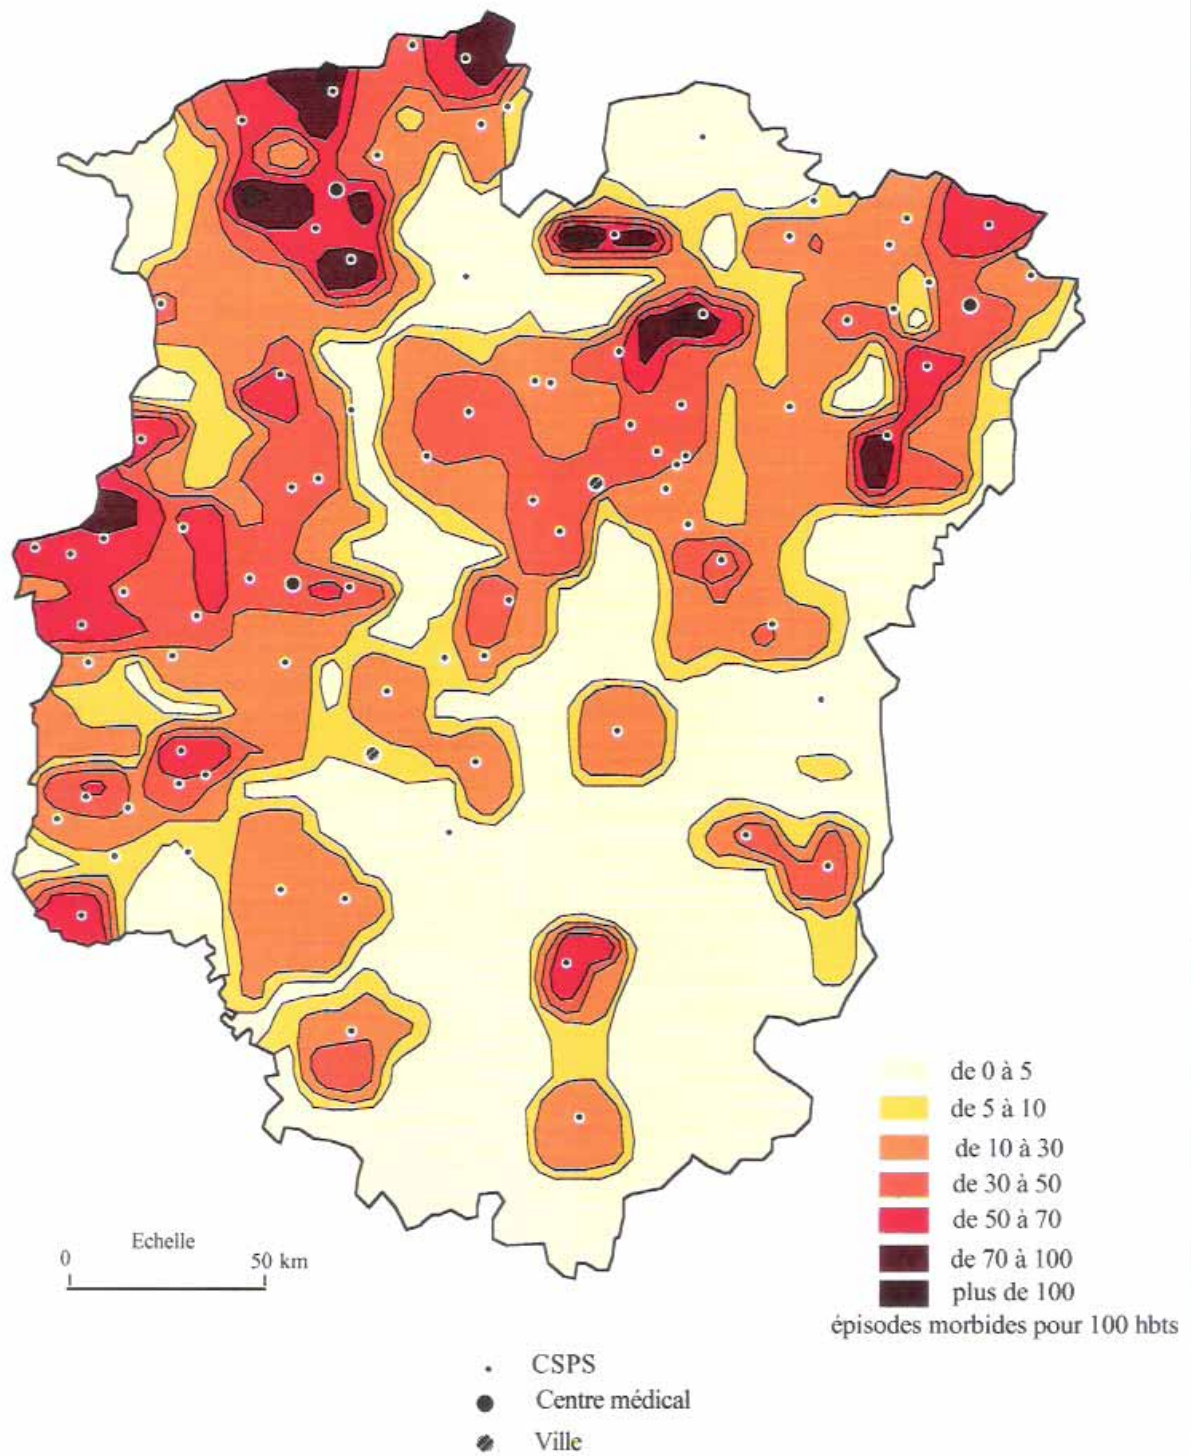 de 0 à 5
de 5 à 10
de 10 à 30
de 30 à 50
de 50 à 70
de 70 à 100
plus de 100
épisodes morbides pour 100 hbts
Echelle
0 50 km
CSPS
Centre médical
Ville